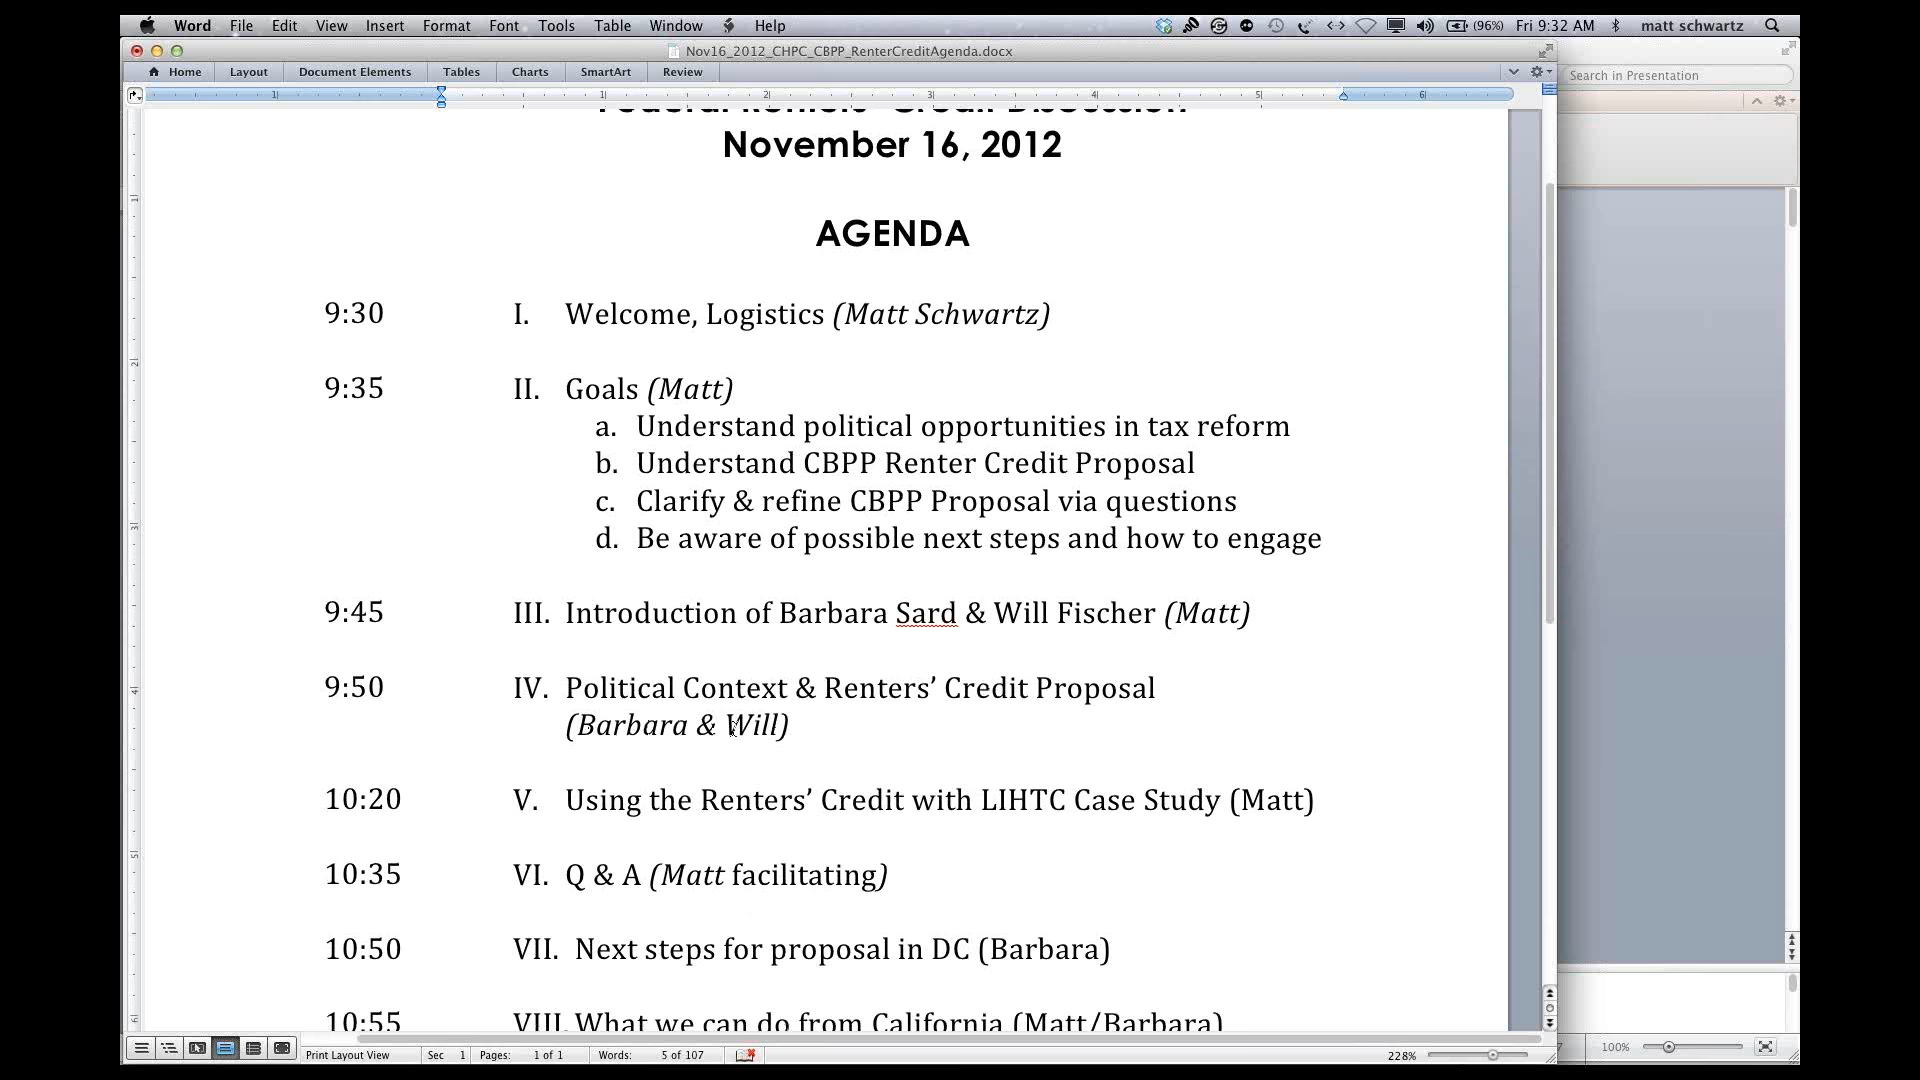 Word File Edit View Insert Format Font Tools Table Window Help (96%) Fri 9:32 AM matt schwartz
Nov16_2012_CHPC_CBPP_RenterCreditAgenda.docx
Home Layout Document Elements Tables Charts SmartArt Review
Search in Presentation
Federal Renters' Credit Discussion
November 16, 2012
AGENDA
9:30 I. Welcome, Logistics (Matt Schwartz)
9:35 II. Goals (Matt)
a. Understand political opportunities in tax reform
b. Understand CBPP Renter Credit Proposal
c. Clarify & refine CBPP Proposal via questions
d. Be aware of possible next steps and how to engage
9:45 III. Introduction of Barbara Sard & Will Fischer (Matt)
9:50 IV. Political Context & Renters’ Credit Proposal
(Barbara & Will)
10:20 V. Using the Renters’ Credit with LIHTC Case Study (Matt)
10:35 VI. Q & A (Matt facilitating)
10:50 VII. Next steps for proposal in DC (Barbara)
10:55 VIII. What we can do from California (Matt/Barbara)
Print Layout View Sec 1 Pages: 1 of 1 Words: 5 of 107 228% 100%